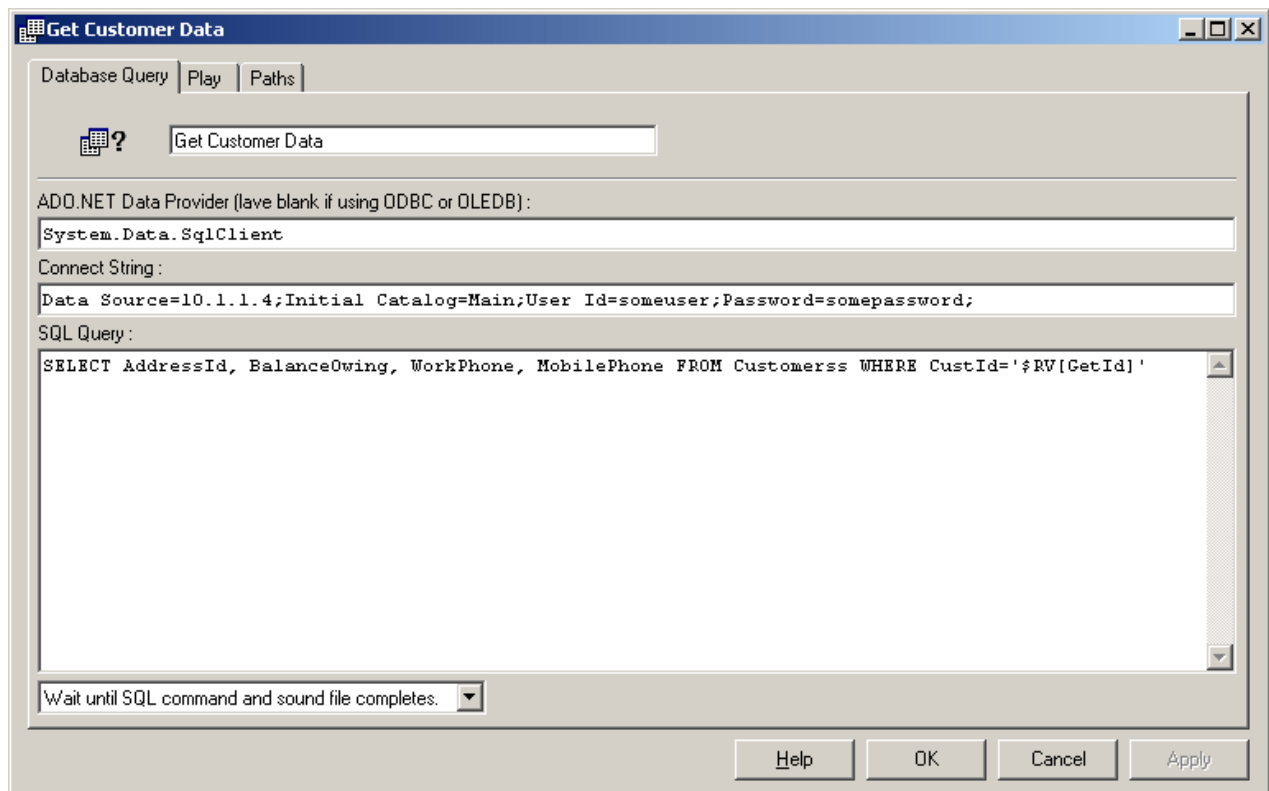 Get Customer Data
Database Query Play Paths
? Get Customer Data
ADO.NET Data Provider (lave blank if using ODBC or OLEDB) :
System.Data.SqlClient
Connect String :
Data Source=10.1.1.4;Initial Catalog=Main;User Id=someuser;Password=somepassword;
SQL Query :
SELECT AddressId, BalanceOwing, WorkPhone, MobilePhone FROM Customerss WHERE CustId='$RV[GetId]'
Wait until SQL command and sound file completes.
Help OK Cancel Apply